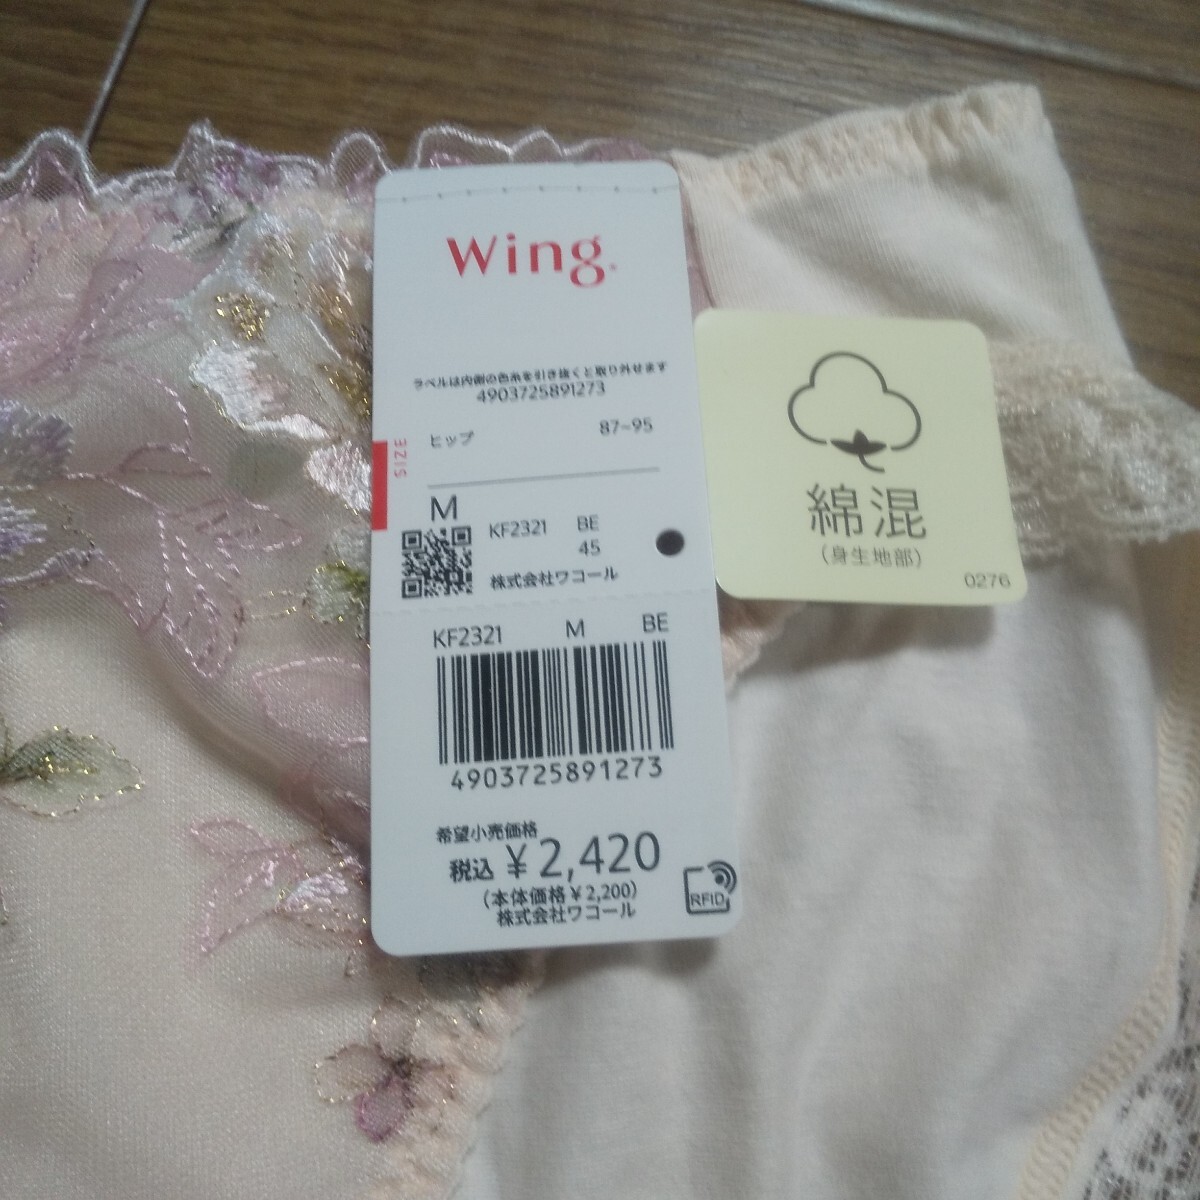 Wing.
ラベルは内側の色糸を引き抜くと取り外せます
4903725891273
SIZE
ヒップ 87~95
M
KF2321 BE
45
株式会社ワコール
KF2321 M BE
4903725891273
希望小売価格
税込 ¥2,420
(本体価格¥2,200)
株式会社ワコール
RFID
綿混
(身生地部)
0276